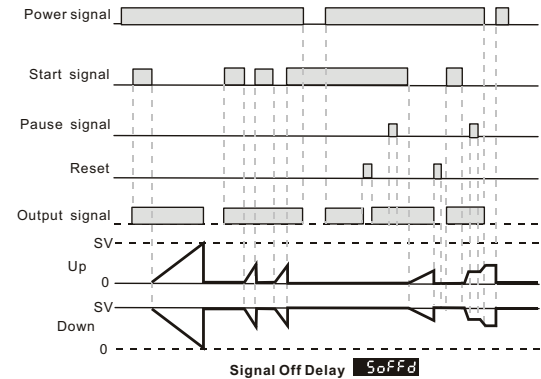 Power signal
Start signal
Pause signal
Reset
Output signal
SV
Up
0
SV
Down
0
Signal Off Delay SoFFd